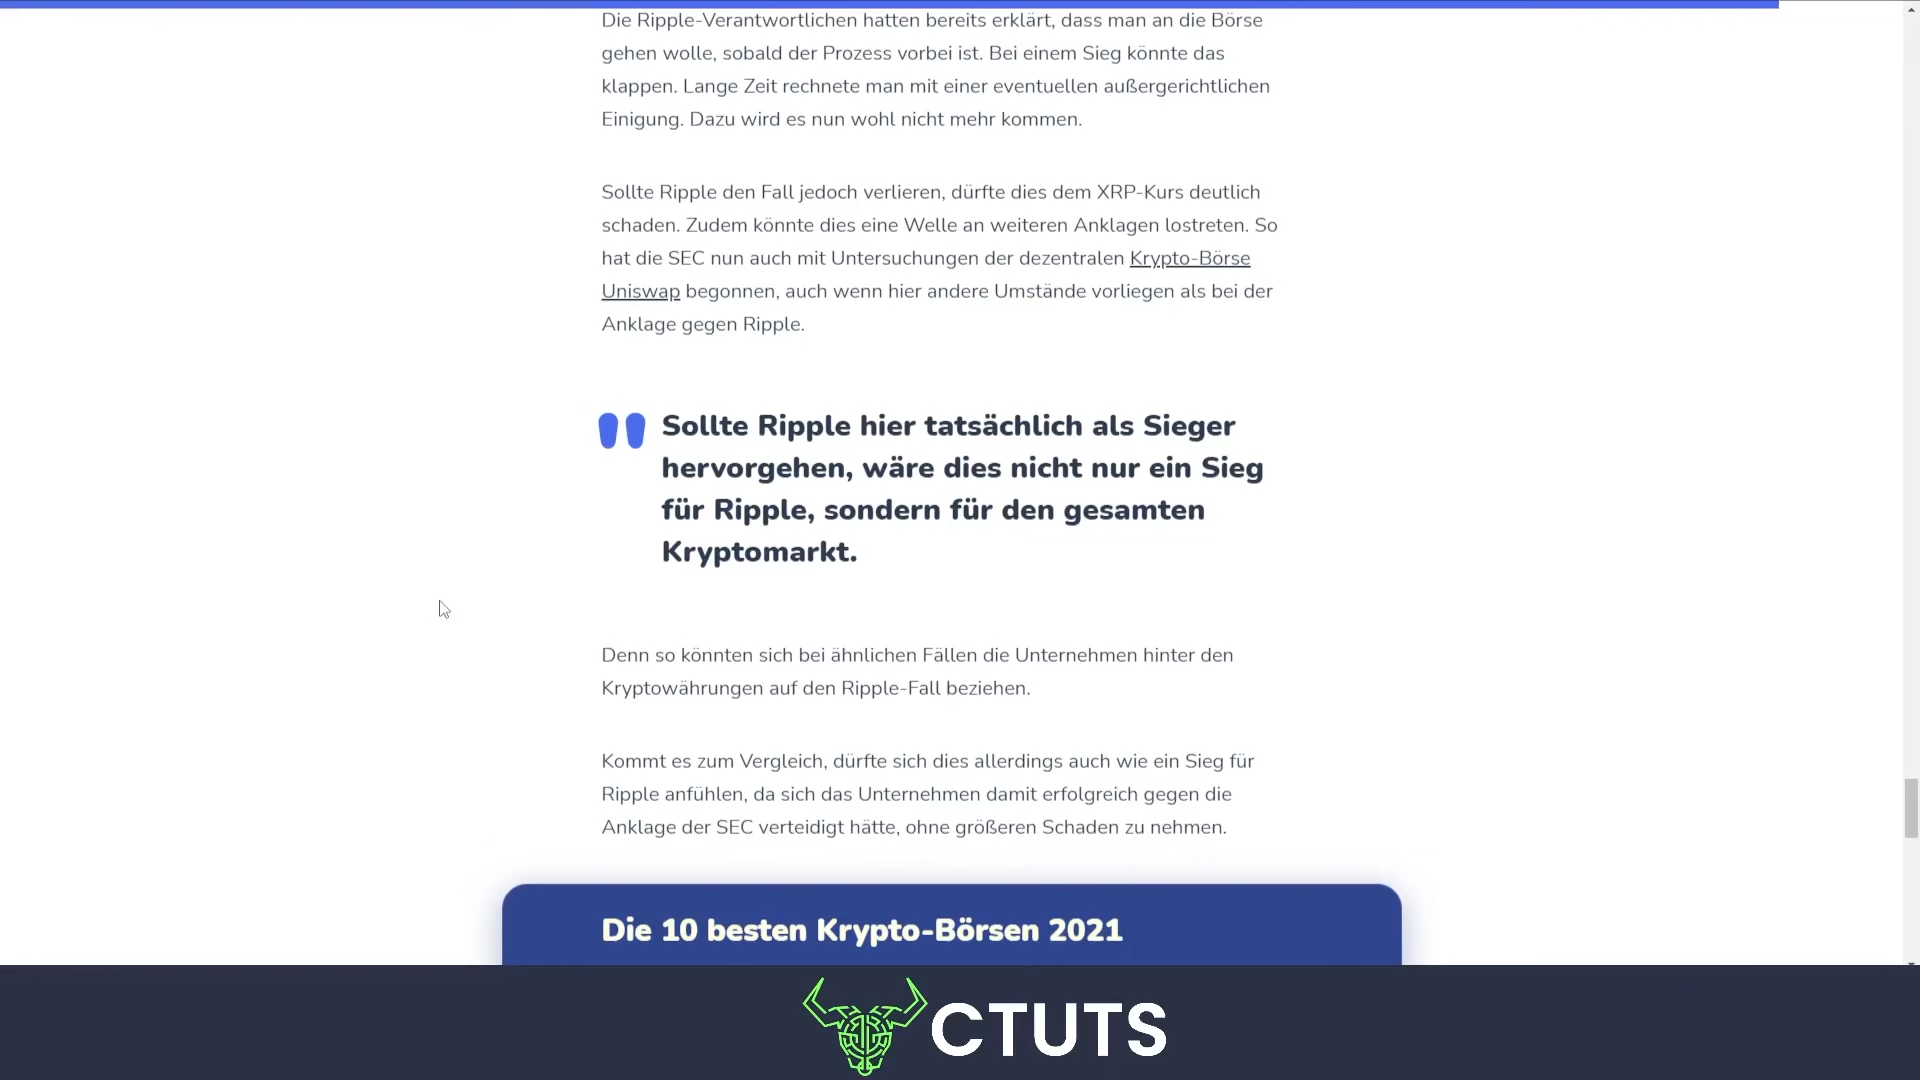 Die Ripple-Verantwortlichen hatten bereits erklärt, dass man an die Börse
gehen wolle, sobald der Prozess vorbei ist. Bei einem Sieg könnte das
klappen. Lange Zeit rechnete man mit einer eventuellen außergerichtlichen
Einigung. Dazu wird es nun wohl nicht mehr kommen.
Sollte Ripple den Fall jedoch verlieren, dürfte dies dem XRP-Kurs deutlich
schaden. Zudem könnte dies eine Welle an weiteren Anklagen lostreten. So
hat die SEC nun auch mit Untersuchungen der dezentralen Krypto-Börse
Uniswap begonnen, auch wenn hier andere Umstände vorliegen als bei der
Anklage gegen Ripple.
Sollte Ripple hier tatsächlich als Sieger
hervorgehen, wäre dies nicht nur ein Sieg
für Ripple, sondern für den gesamten
Kryptomarkt.
Denn so könnten sich bei ähnlichen Fällen die Unternehmen hinter den
Kryptowährungen auf den Ripple-Fall beziehen.
Kommt es zum Vergleich, dürfte sich dies allerdings auch wie ein Sieg für
Ripple anfühlen, da sich das Unternehmen damit erfolgreich gegen die
Anklage der SEC verteidigt hätte, ohne größeren Schaden zu nehmen.
Die 10 besten Krypto-Börsen 2021
CTUTS